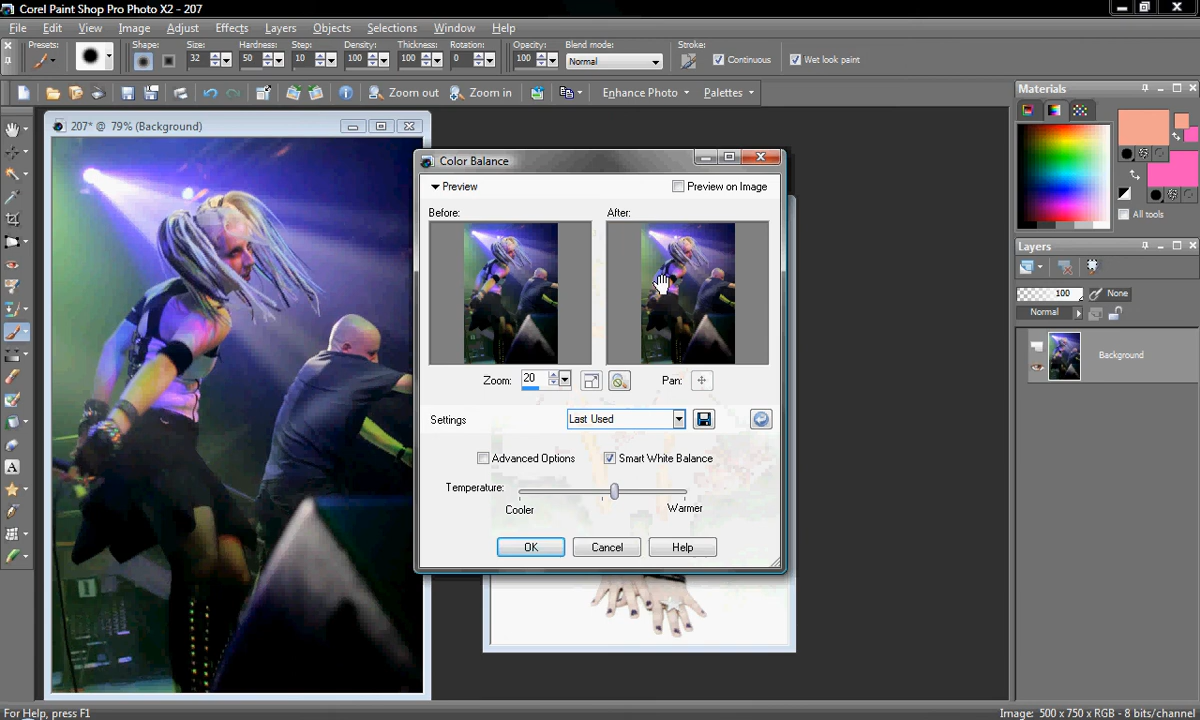 Corel Paint Shop Pro Photo X2 - 207
File Edit View Image Adjust Effects Layers Objects Selections Window Help
Presets: Shape: Size: Hardness: Step: Density: Thickness: Rotation: Opacity: Blend mode: Stroke:
32 50 10 100 100 0 100 Normal Continuous Wet look paint
Zoom out Zoom in Enhance Photo Palettes
207* @ 79% (Background)
Color Balance
Preview Preview on Image
Before: After:
Zoom: 20 Pan:
Settings Last Used
Advanced Options Smart White Balance
Temperature:
Cooler Warmer
OK Cancel Help
Materials
All tools
Layers
100 None
Normal
Background
For Help, press F1
Image: 500 x 750 x RGB - 8 bits/channel